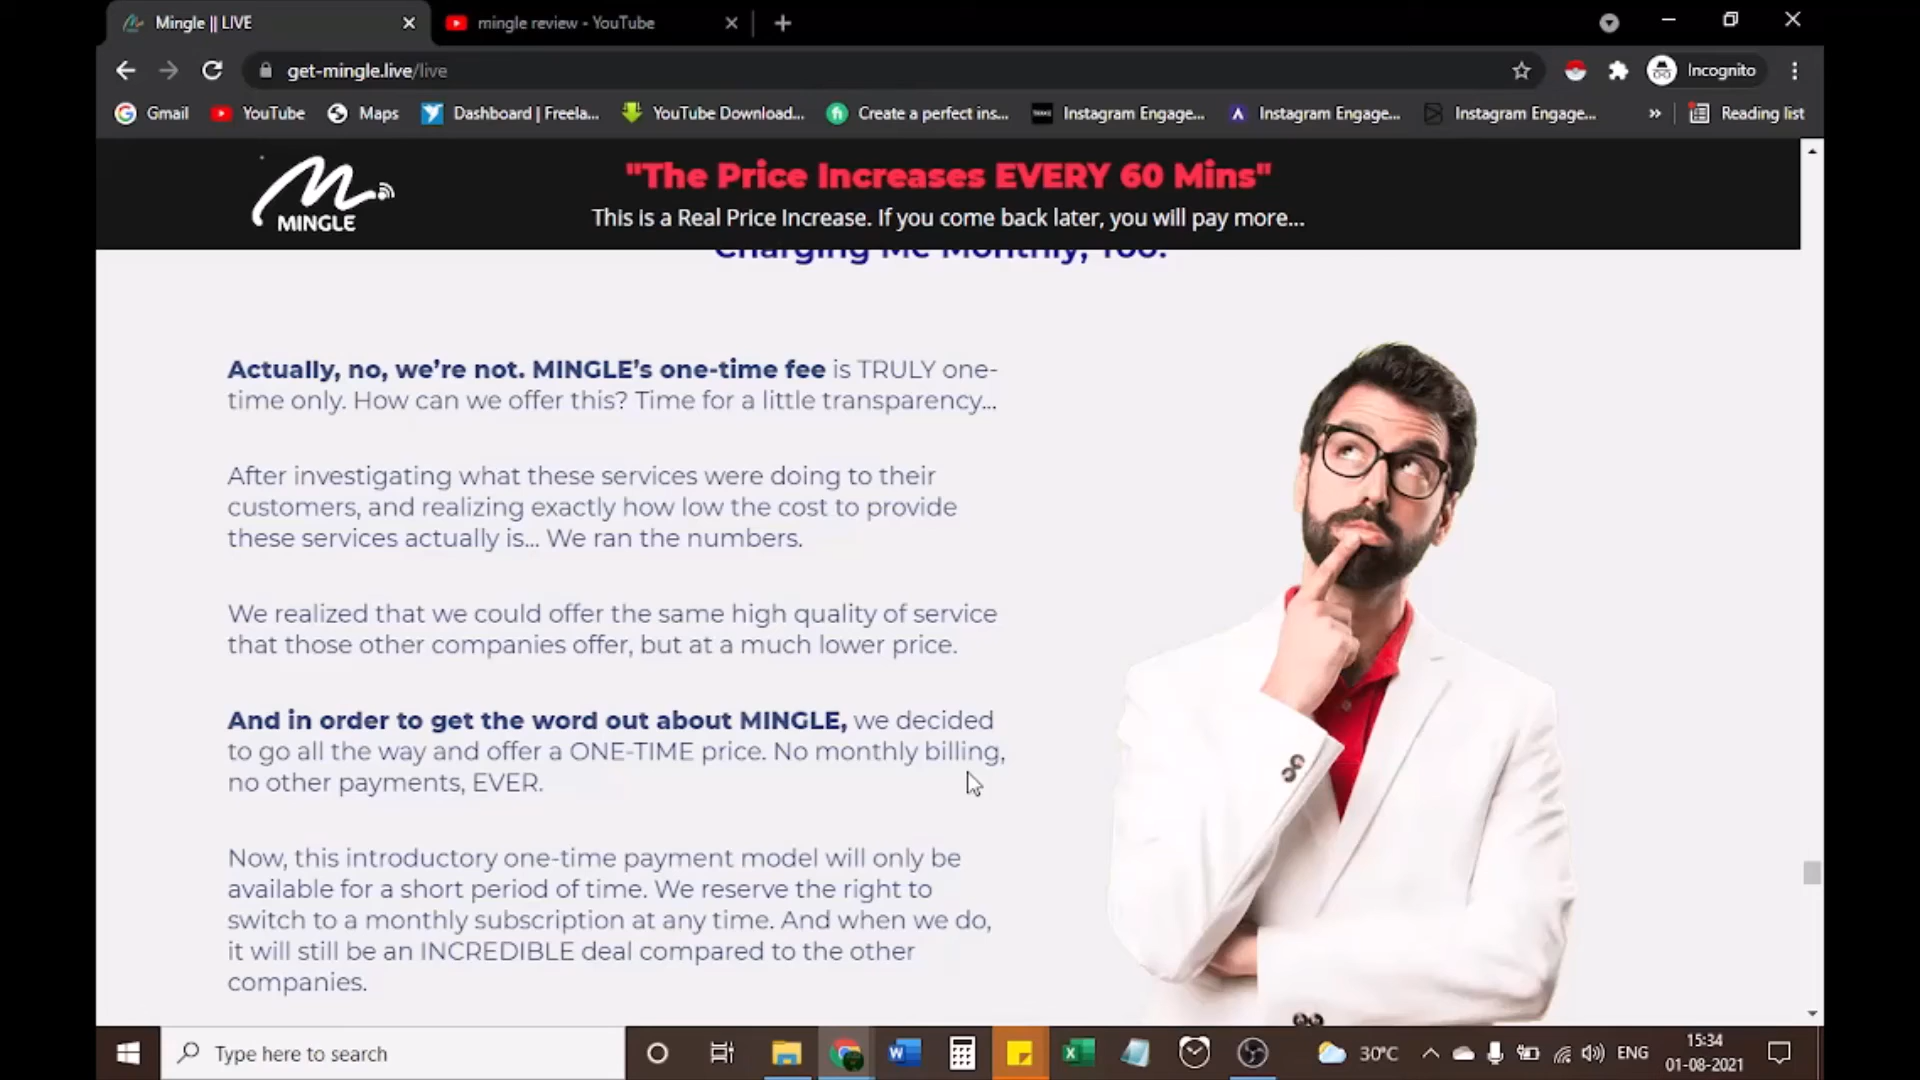 Mingle || LIVE
mingle review - YouTube
get-mingle.live/live
Incognito
Gmail
YouTube
Maps
Dashboard | Freela...
YouTube Download...
Create a perfect ins...
Instagram Engage...
Instagram Engage...
Instagram Engage...
»
Reading list
MINGLE
"The Price Increases EVERY 60 Mins"
This is a Real Price Increase. If you come back later, you will pay more...
Charging Me Monthly, Too?
Actually, no, we're not. MINGLE's one-time fee is TRULY one-
time only. How can we offer this? Time for a little transparency...
After investigating what these services were doing to their
customers, and realizing exactly how low the cost to provide
these services actually is... We ran the numbers.
We realized that we could offer the same high quality of service
that those other companies offer, but at a much lower price.
And in order to get the word out about MINGLE, we decided
to go all the way and offer a ONE-TIME price. No monthly billing,
no other payments, EVER.
Now, this introductory one-time payment model will only be
available for a short period of time. We reserve the right to
switch to a monthly subscription at any time. And when we do,
it will still be an INCREDIBLE deal compared to the other
companies.
Type here to search
30°C
ENG
15:34
01-08-2021